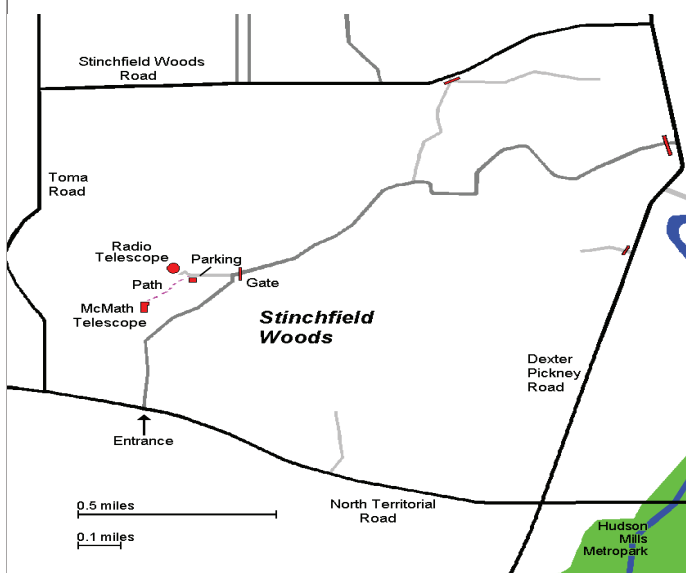 Stinchfield Woods
Road
Toma
Road
Radio
Telescope
Parking
Path
Gate
McMath
Telescope
Stinchfield
Woods
Dexter
Pickney
Road
Entrance
0.5 miles
North Territorial
Road
0.1 miles
Hudson
Mills
Metropark